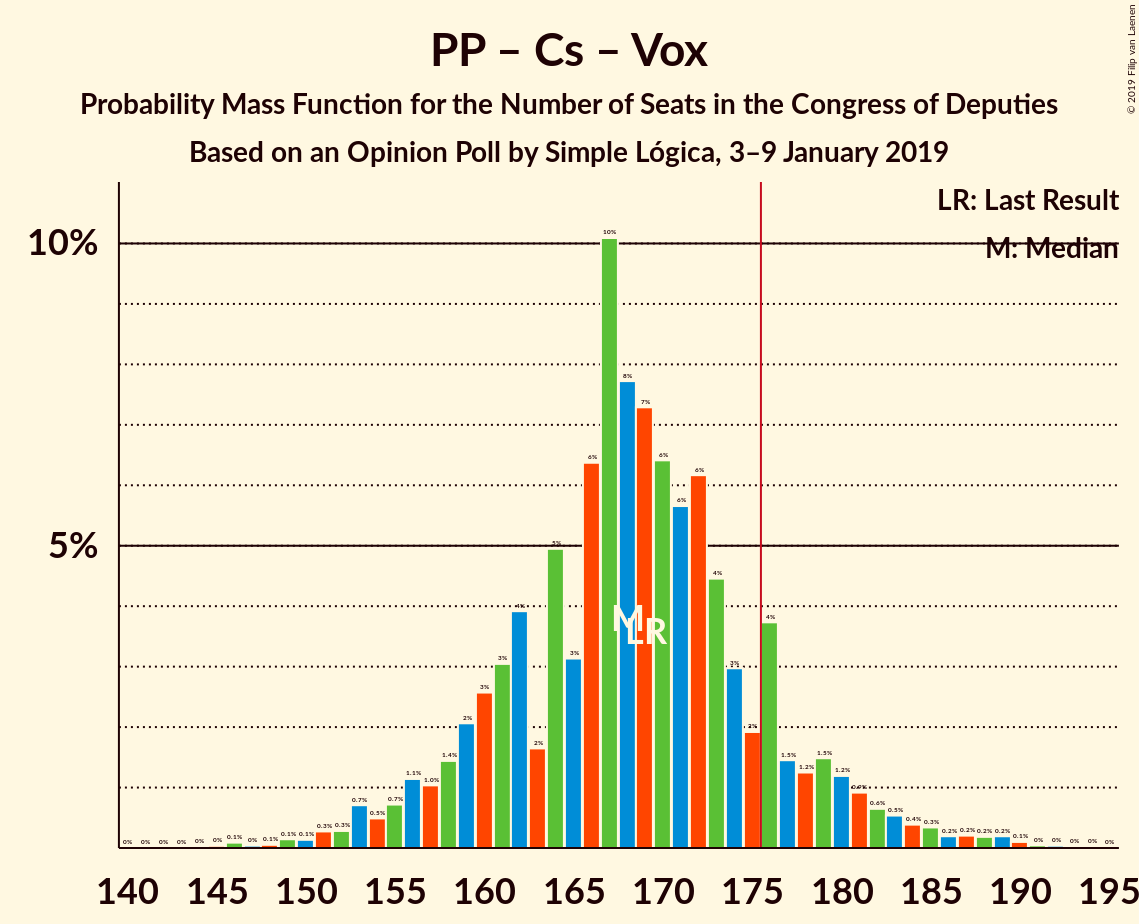 PP – Cs – Vox
Probability Mass Function for the Number of Seats in the Congress of Deputies
Based on an Opinion Poll by Simple Lógica, 3–9 January 2019
© 2019 Filip van Laenen
LR: Last Result
M: Median
10%
5%
0% 0% 0% 0% 0% 0% 0.1% 0% 0.1% 0.1% 0.1% 0.3% 0.3% 0.7% 0.5% 0.7% 1.1% 1.0% 1.4% 2% 3% 3% 4% 2% 5% 3% 6% 10% 8% 7% 6% 6% 6% 4% 3% 2% 4% 1.5% 1.2% 1.5% 1.2% 0.9% 0.6% 0.5% 0.4% 0.3% 0.2% 0.2% 0.2% 0.2% 0.1% 0% 0% 0% 0% 0%
M
LR
140 145 150 155 160 165 170 175 180 185 190 195